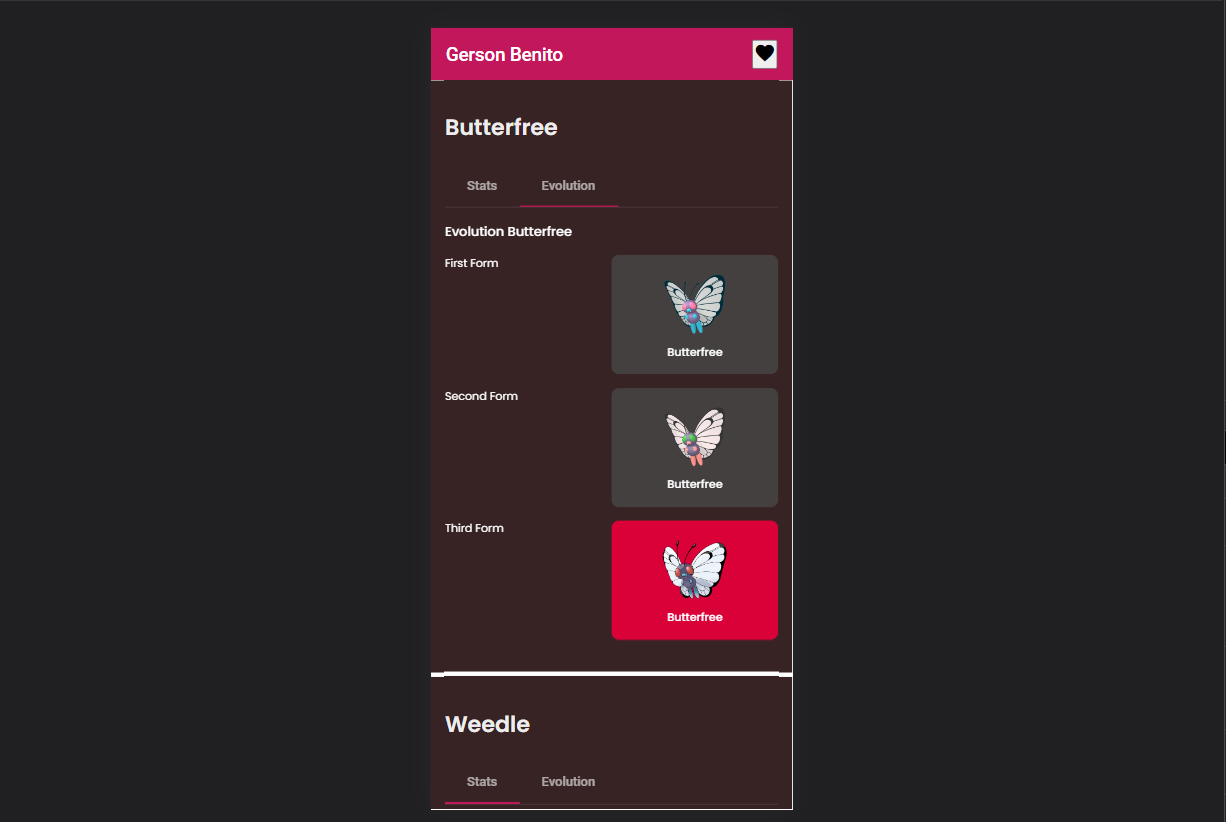 Gerson Benito
Butterfree
Stats Evolution
Evolution Butterfree
First Form
Butterfree
Second Form
Butterfree
Third Form
Butterfree
Weedle
Stats Evolution